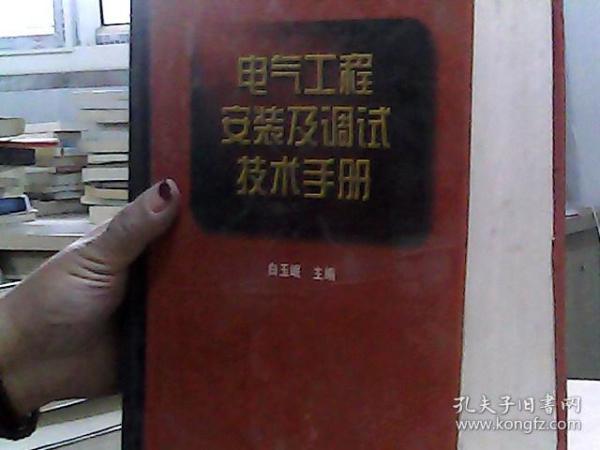 电气工程
安装及调试
技术手册
白玉岷 主编
孔夫子旧书网
www.kongfz.com